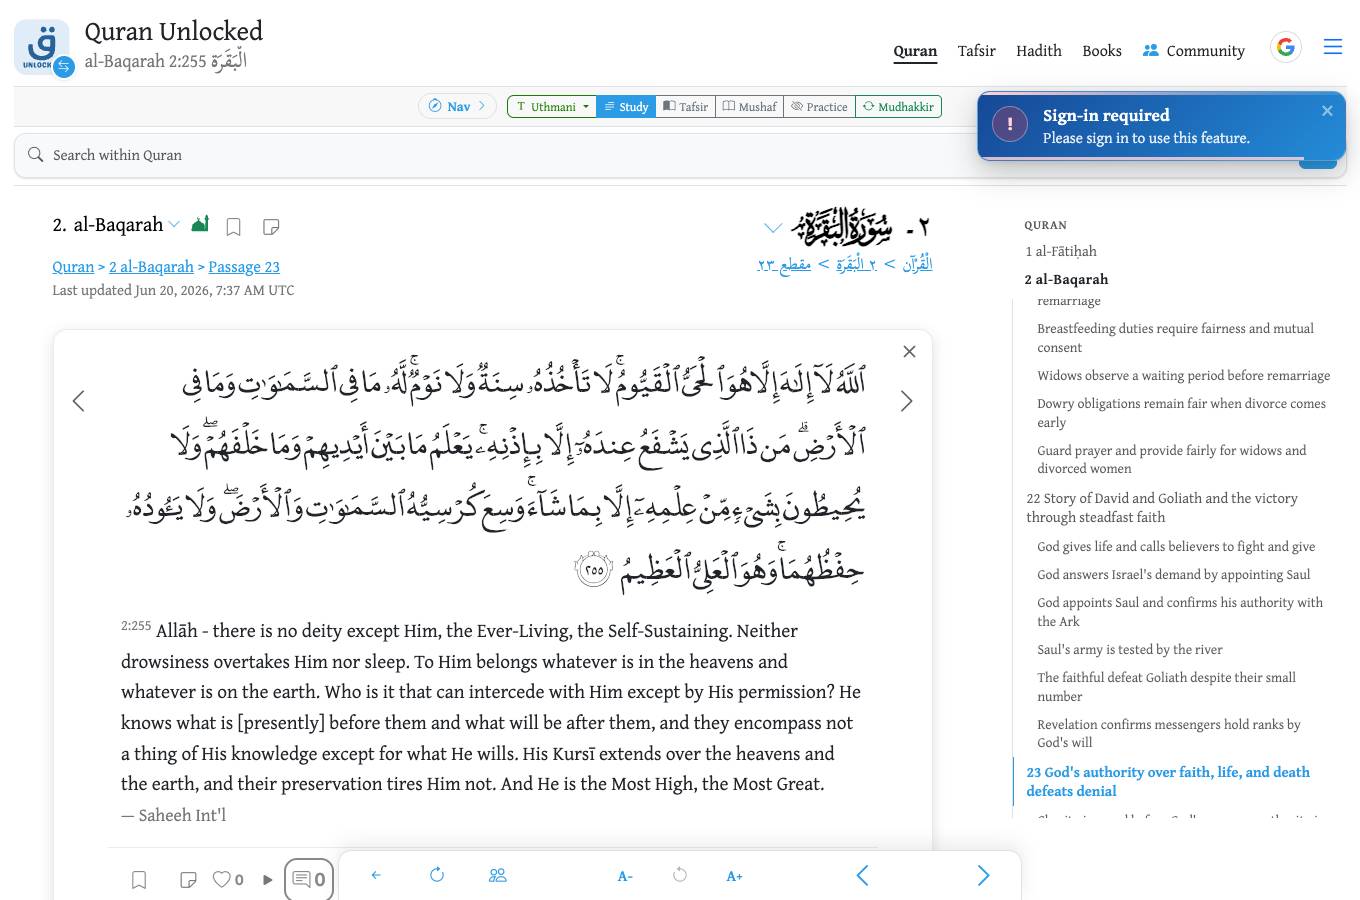 Quran Unlocked
al-Baqarah 2:255 الْبَقَرَة
ق
UNLOCK
Quran Tafsir Hadith Books Community
Nav
T Uthmani Study Tafsir Mushaf Practice Mudhakkir
Sign-in required
Please sign in to use this feature.
Search within Quran
2. al-Baqarah
٢ - سُورَةُ البَقَرَةِ
Quran > 2 al-Baqarah > Passage 23
الْقُرْآن > ٢ الْبَقَرَة > مقطع ٢٣
Last updated Jun 20, 2026, 7:37 AM UTC
ٱللَّهُ لَآ إِلَٰهَ إِلَّا هُوَ ٱلْحَىُّ ٱلْقَيُّومُ ۚ لَا تَأْخُذُهُۥ سِنَةٌ وَلَا نَوْمٌ ۚ لَّهُۥ مَا فِى ٱلسَّمَٰوَٰتِ وَمَا فِى
ٱلْأَرْضِ ۗ مَن ذَا ٱلَّذِى يَشْفَعُ عِندَهُۥٓ إِلَّا بِإِذْنِهِۦ ۚ يَعْلَمُ مَا بَيْنَ أَيْدِيهِمْ وَمَا خَلْفَهُمْ ۖ وَلَا
يُحِيطُونَ بِشَىْءٍ مِّنْ عِلْمِهِۦٓ إِلَّا بِمَا شَآءَ ۚ وَسِعَ كُرْسِيُّهُ ٱلسَّمَٰوَٰتِ وَٱلْأَرْضَ ۖ وَلَا يَـُٔودُهُۥ
حِفْظُهُمَا ۚ وَهُوَ ٱلْعَلِىُّ ٱلْعَظِيمُ ٢٥٥
2:255 Allāh - there is no deity except Him, the Ever-Living, the Self-Sustaining. Neither
drowsiness overtakes Him nor sleep. To Him belongs whatever is in the heavens and
whatever is on the earth. Who is it that can intercede with Him except by His permission? He
knows what is [presently] before them and what will be after them, and they encompass not
a thing of His knowledge except for what He wills. His Kursī extends over the heavens and
the earth, and their preservation tires Him not. And He is the Most High, the Most Great.
— Saheeh Int'l
0
0
A- A+
QURAN
1 al-Fātiḥah
2 al-Baqarah
remarriage
Breastfeeding duties require fairness and mutual
consent
Widows observe a waiting period before remarriage
Dowry obligations remain fair when divorce comes
early
Guard prayer and provide fairly for widows and
divorced women
22 Story of David and Goliath and the victory
through steadfast faith
God gives life and calls believers to fight and give
God answers Israel's demand by appointing Saul
God appoints Saul and confirms his authority with
the Ark
Saul's army is tested by the river
The faithful defeat Goliath despite their small
number
Revelation confirms messengers hold ranks by
God's will
23 God's authority over faith, life, and death
defeats denial